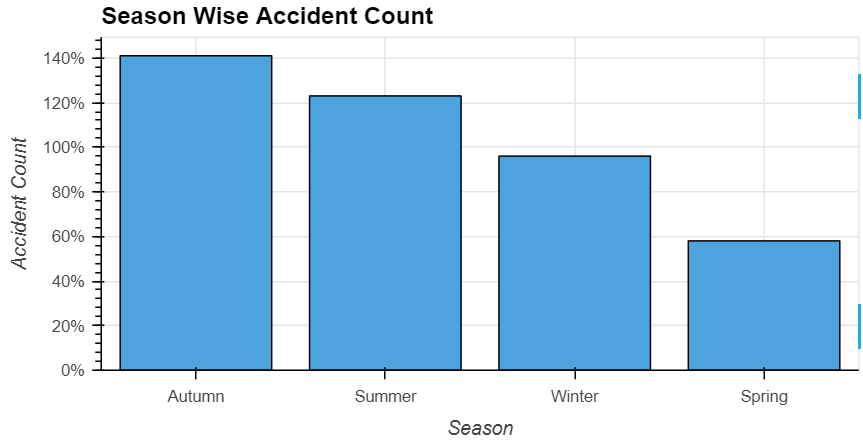 Season Wise Accident Count
Accident Count
140%
120%
100%
80%
60%
40%
20%
0%
Autumn Summer Winter Spring
Season